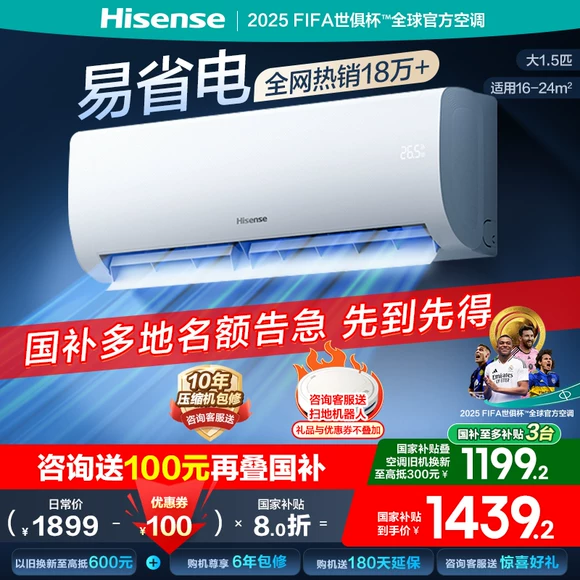 Hisense
2025 FIFA世俱杯™全球官方空调
大1.5匹
适用16-24m²
易省电
全网热销18万+
26.5
Hisense
国补多地名额告急 先到先得
10年
压缩机包修
咨询客服送
咨询客服送
扫地机器人
礼品与优惠券不叠加
2025 FIFA世俱杯™全球官方空调
国补至多补贴3台
咨询送100元再叠国补
国家补贴叠
空调旧机换新
至高抵300元
¥1199.2
日常价
优惠券
国家补贴
(¥1899 - ¥100) × 8.0折 =
国家补贴
到手价
¥1439.2
以旧换新至高抵600元
+
购机尊享 6年包修
购机送180天延保
咨询客服送 惊喜好礼